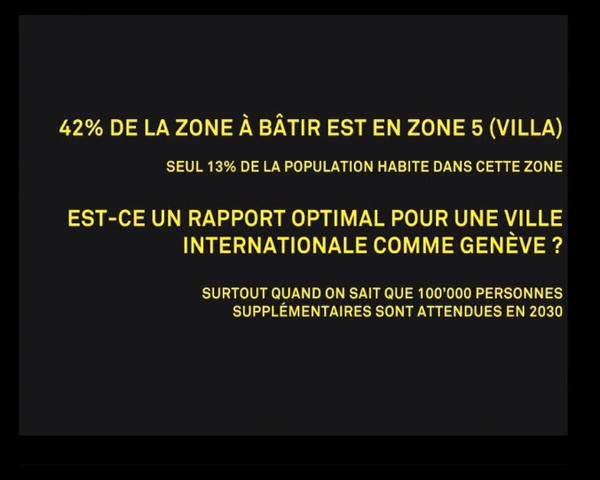 42% DE LA ZONE À BÂTIR EST EN ZONE 5 (VILLA)
SEUL 13% DE LA POPULATION HABITE DANS CETTE ZONE
EST-CE UN RAPPORT OPTIMAL POUR UNE VILLE
INTERNATIONALE COMME GENÈVE ?
SURTOUT QUAND ON SAIT QUE 100'000 PERSONNES
SUPPLÉMENTAIRES SONT ATTENDUES EN 2030